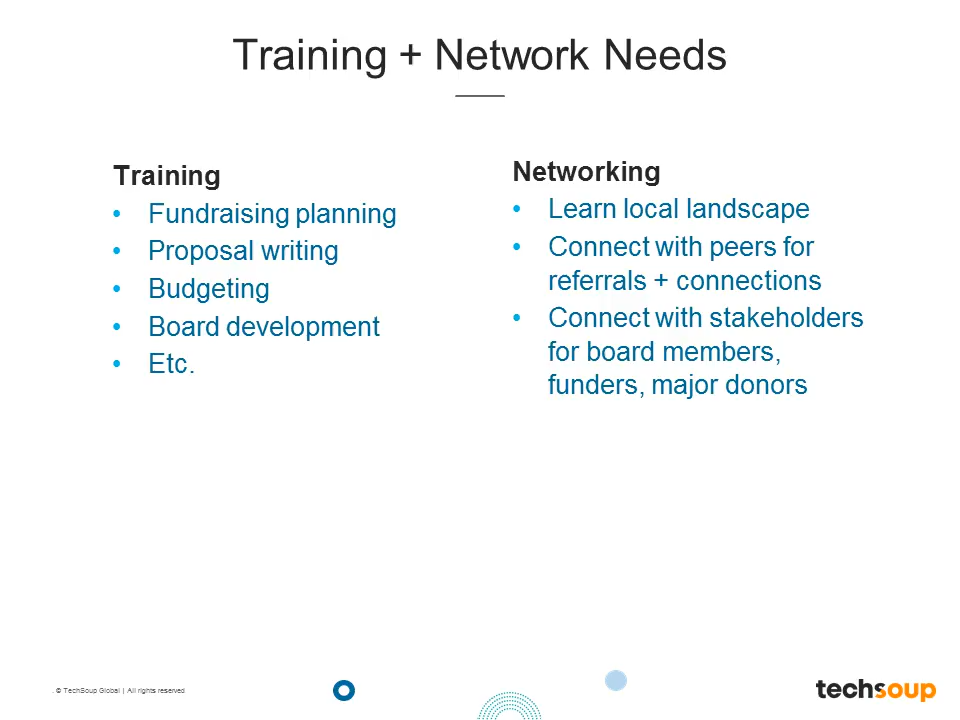 Training + Network Needs
Training
• Fundraising planning
• Proposal writing
• Budgeting
• Board development
• Etc.
Networking
• Learn local landscape
• Connect with peers for
referrals + connections
• Connect with stakeholders
for board members,
funders, major donors
. © TechSoup Global | All rights reserved
techsoup